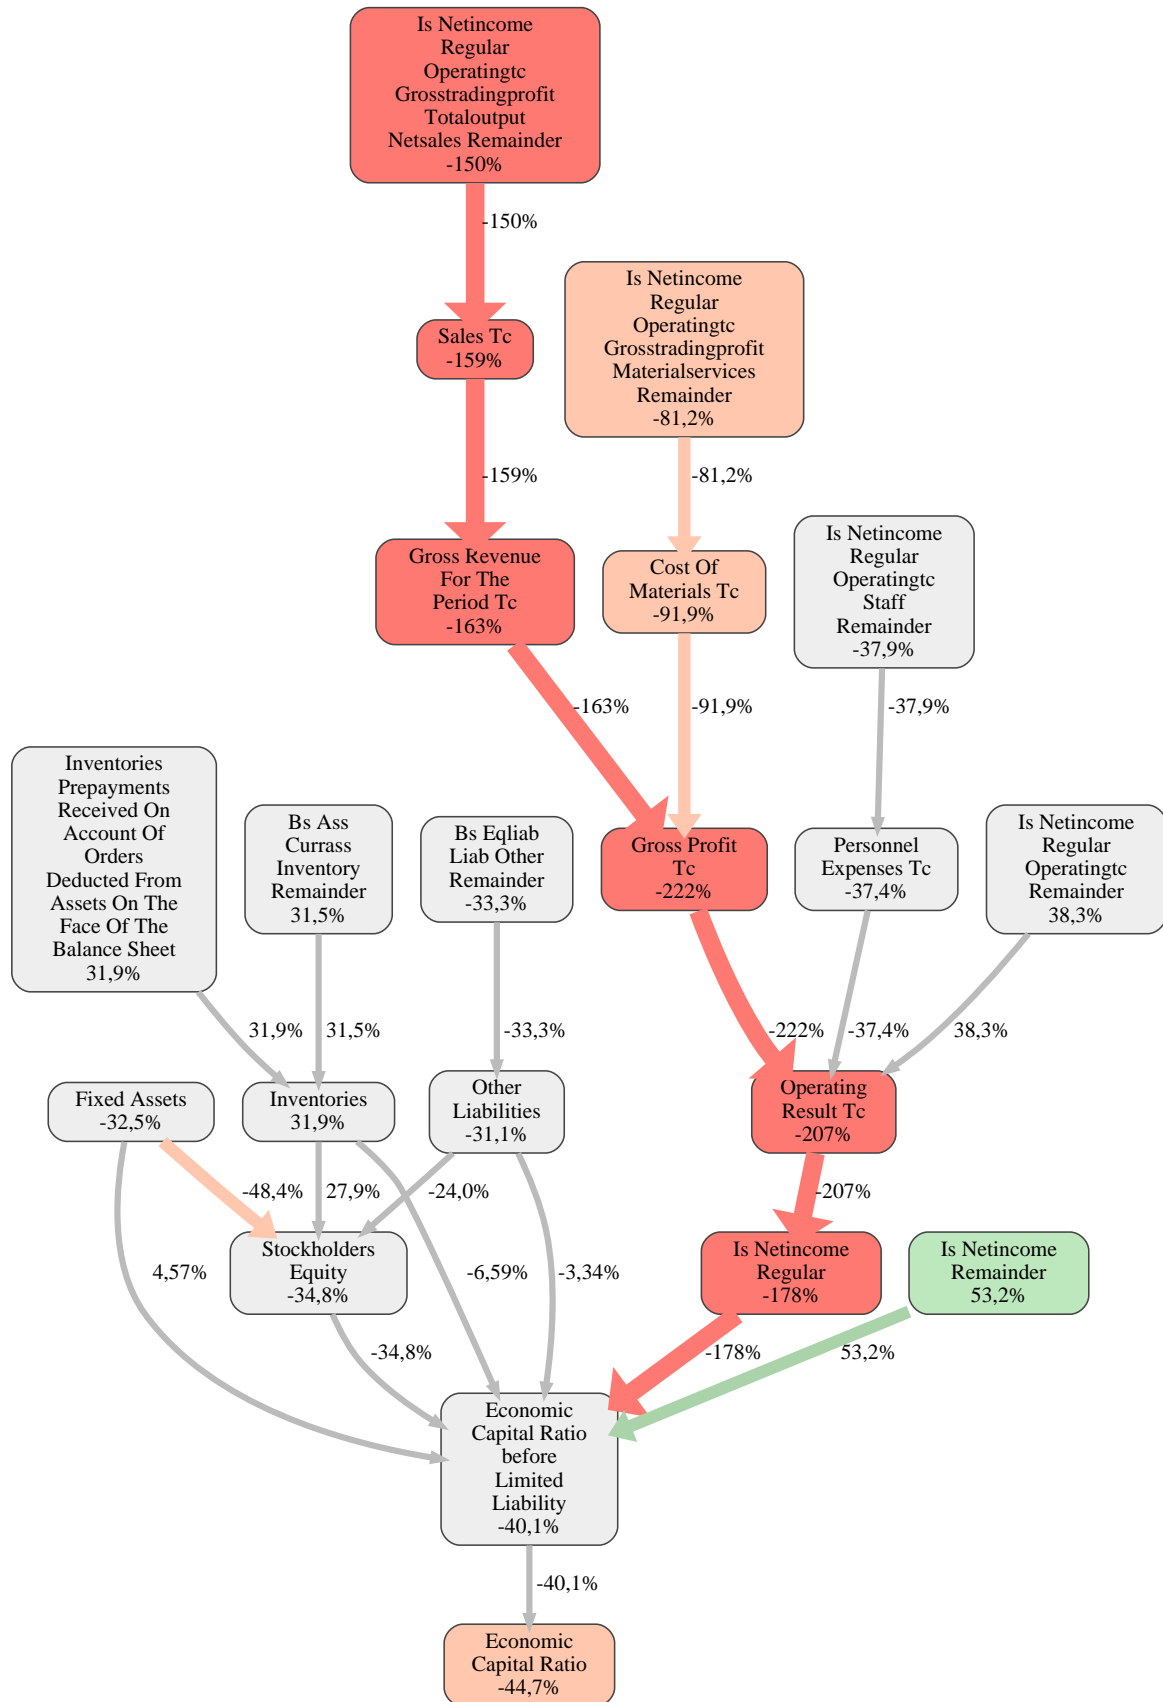 Is Netincome
Regular
Operatingtc
Grosstradingprofit
Totaloutput
Netsales Remainder
-150%
-150%
Is Netincome
Regular
Operatingtc
Grosstradingprofit
Materialservices
Remainder
-81,2%
Sales Tc
-159%
-159%
-81,2%
Is Netincome
Regular
Operatingtc
Staff
Remainder
-37,9%
Gross Revenue
For The
Period Tc
-163%
Cost Of
Materials Tc
-91,9%
-163%
-91,9%
-37,9%
Inventories
Prepayments
Received On
Account Of
Orders
Deducted From
Assets On The
Face Of The
Balance Sheet
31,9%
Bs Ass
Currass
Inventory
Remainder
31,5%
Bs Eqliab
Liab Other
Remainder
-33,3%
Gross Profit
Tc
-222%
Personnel
Expenses Tc
-37,4%
Is Netincome
Regular
Operatingtc
Remainder
38,3%
31,9%
31,5%
-33,3%
-222%
-37,4%
38,3%
Fixed Assets
-32,5%
Inventories
31,9%
Other
Liabilities
-31,1%
Operating
Result Tc
-207%
-48,4%
27,9%
-24,0%
-207%
Stockholders
Equity
-34,8%
Is Netincome
Regular
-178%
Is Netincome
Remainder
53,2%
4,57%
-6,59%
-3,34%
-34,8%
-178%
53,2%
Economic
Capital Ratio
before
Limited
Liability
-40,1%
-40,1%
Economic
Capital Ratio
-44,7%